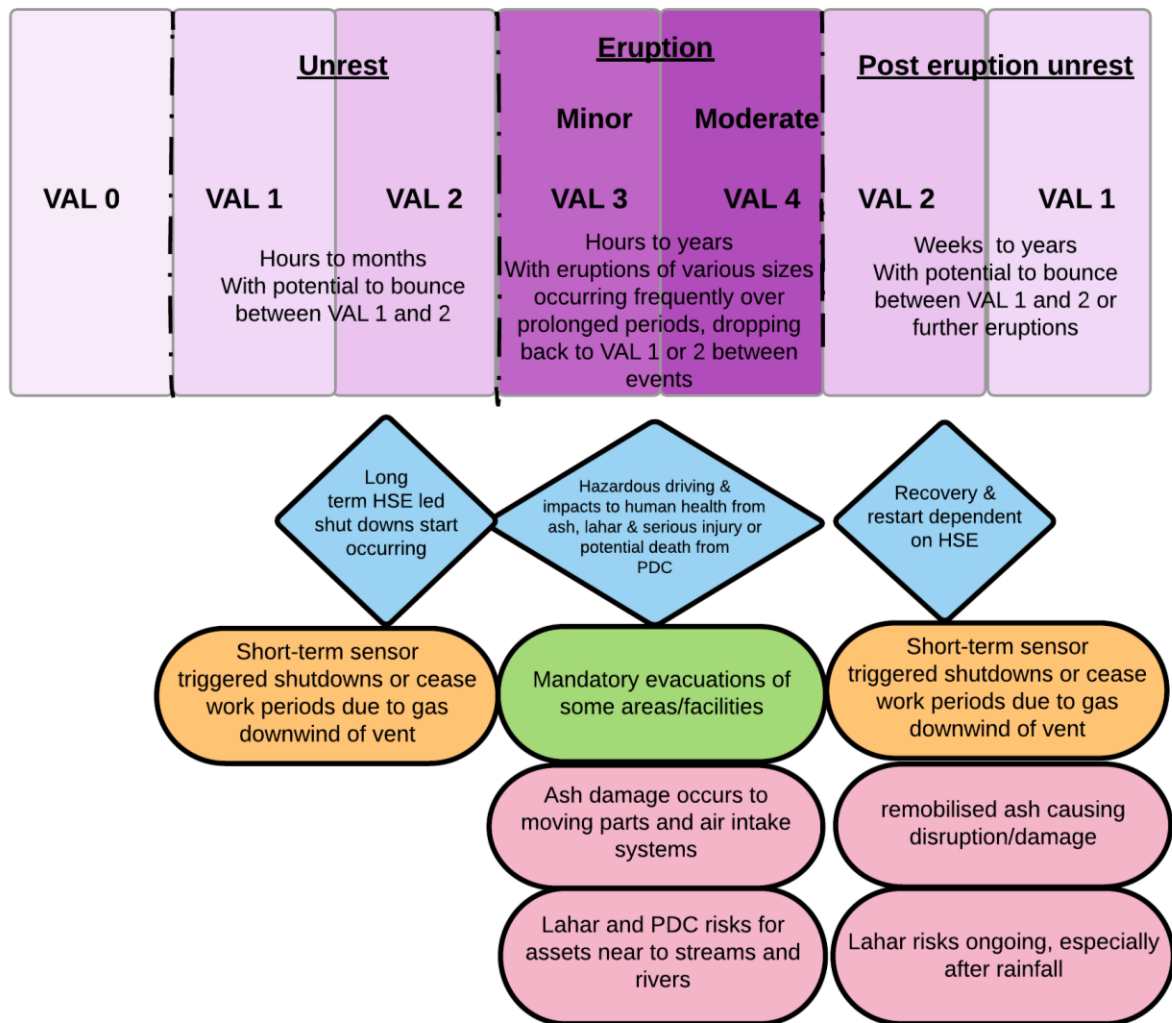 Unrest
Eruption
Post eruption unrest
Minor
Moderate
VAL 0
VAL 1
VAL 2
VAL 3
VAL 4
VAL 2
VAL 1
Hours to months
With potential to bounce
between VAL 1 and 2
Hours to years
With eruptions of various sizes
occurring frequently over
prolonged periods, dropping
back to VAL 1 or 2 between
events
Weeks  to years
With potential to bounce
between VAL 1 and 2 or
further eruptions
Long
term HSE led
shut downs start
occurring
Hazardous driving &
impacts to human health from
ash, lahar & serious injury or
potential death from
PDC
Recovery &
restart dependent
on HSE
Short-term sensor
triggered shutdowns or cease
work periods due to gas
downwind of vent
Mandatory evacuations of
some areas/facilities
Short-term sensor
triggered shutdowns or cease
work periods due to gas
downwind of vent
Ash damage occurs to
moving parts and air intake
systems
remobilised ash causing
disruption/damage
Lahar and PDC risks for
assets near to streams and
rivers
Lahar risks ongoing, especially
after rainfall